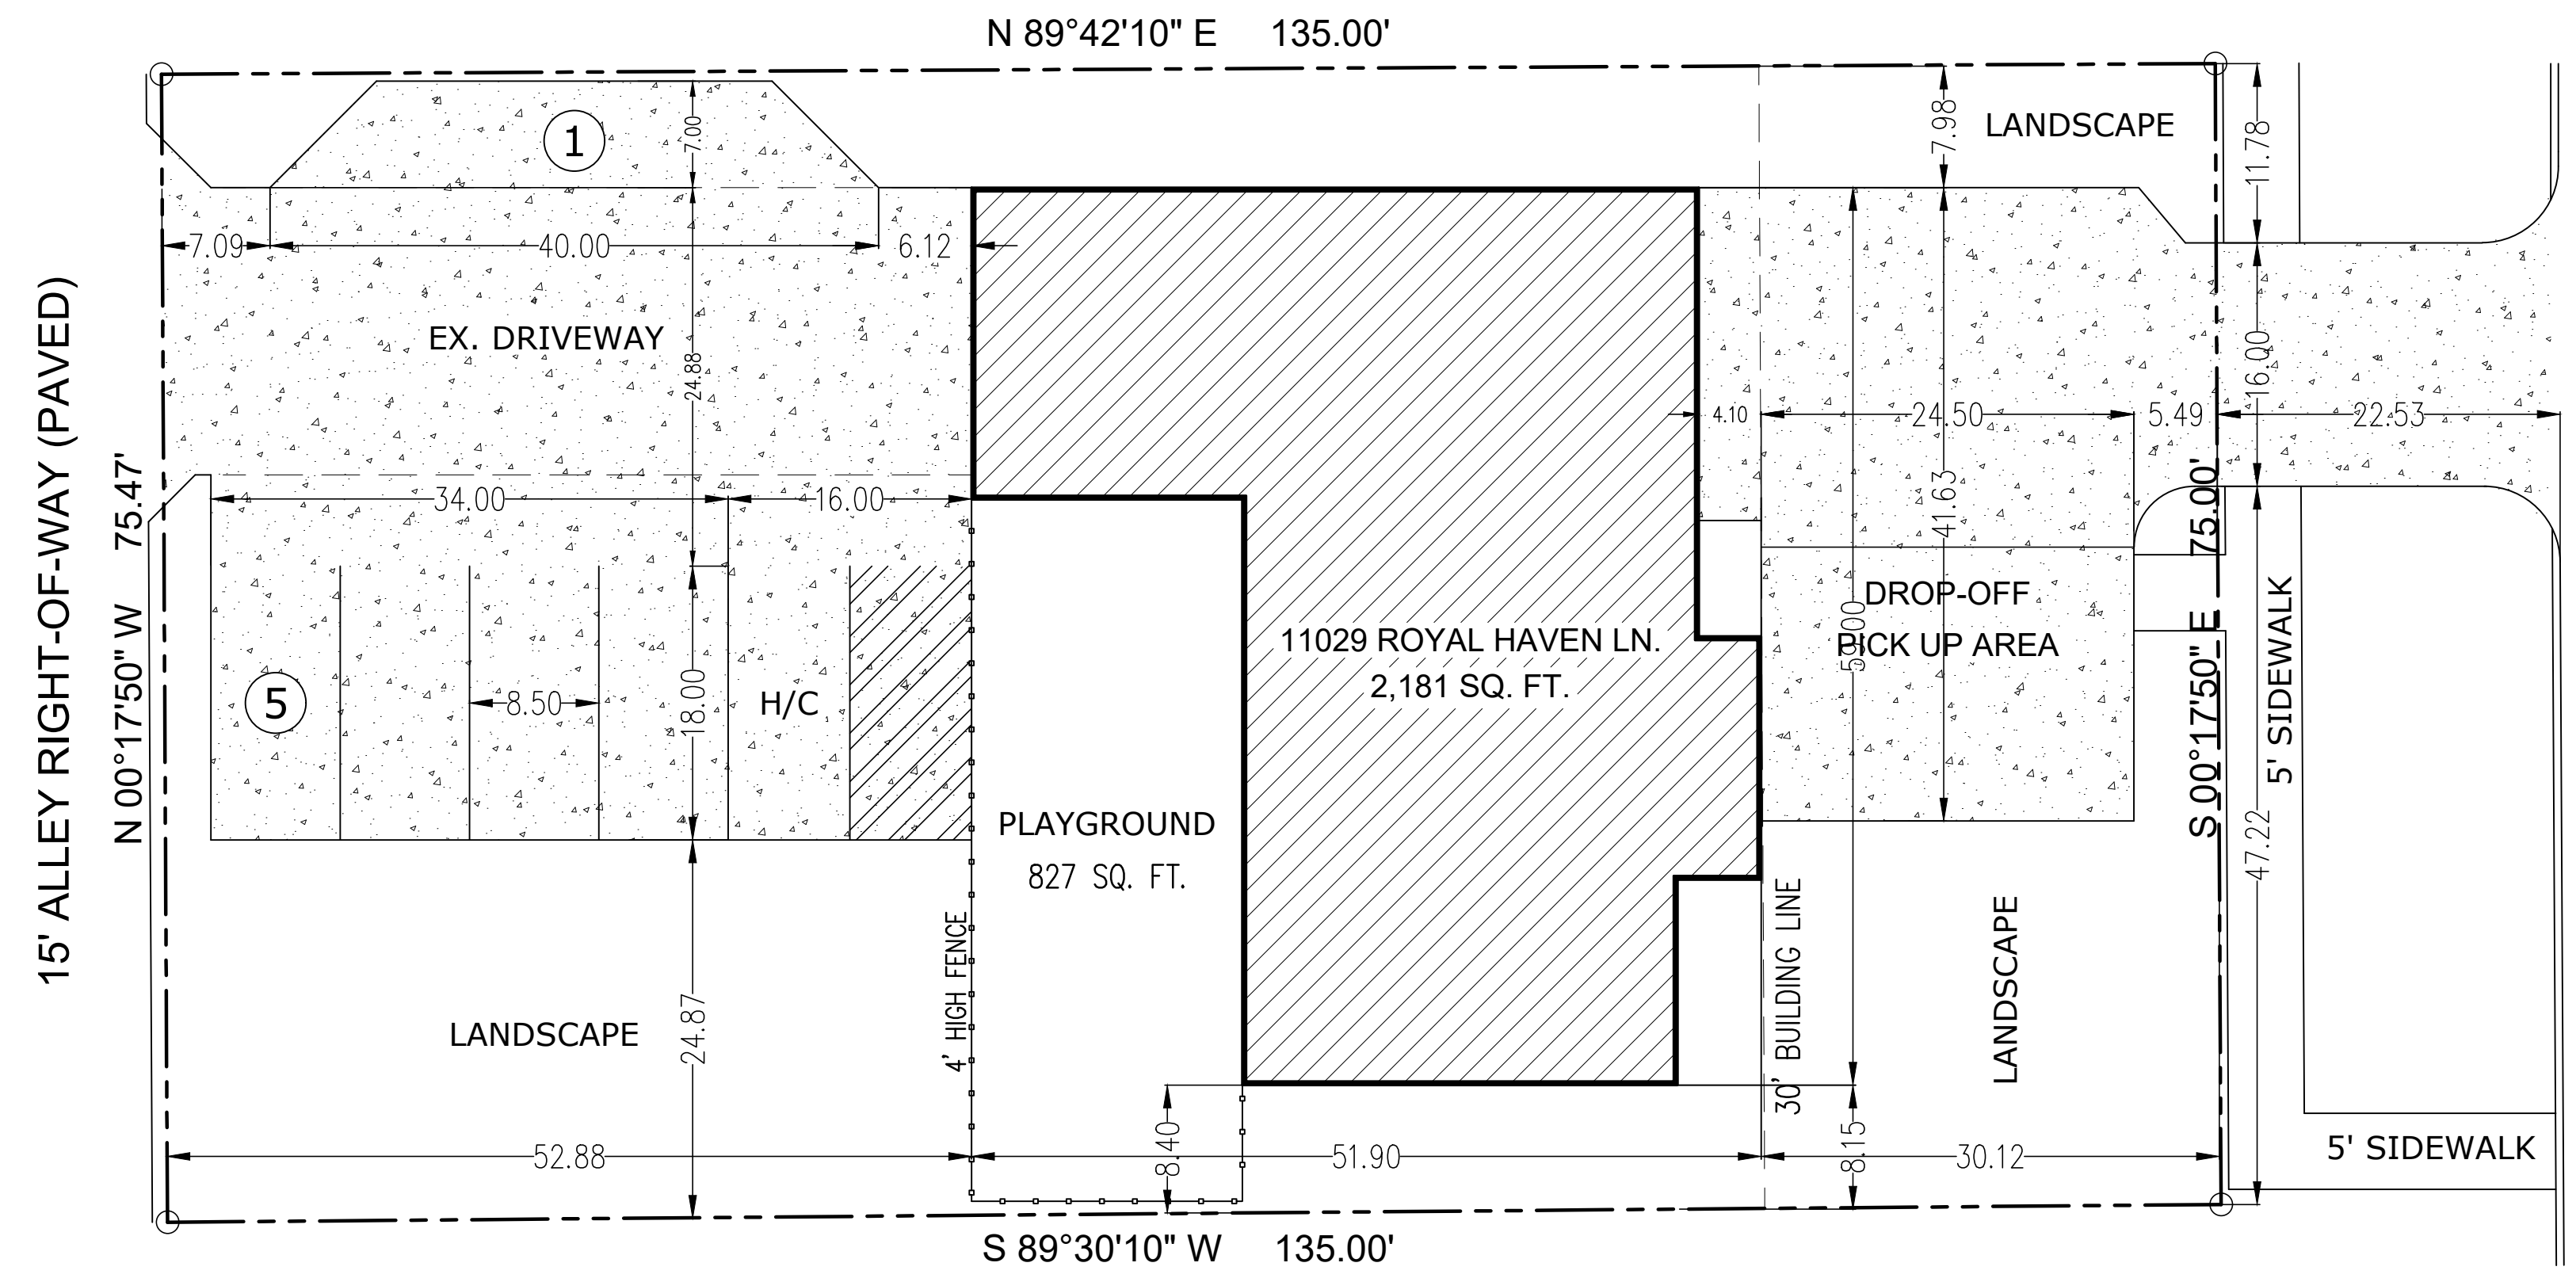 N 89°42'10" E 135.00'
7.98
LANDSCAPE
11.78
1
7.00
7.09
40.00
6.12
EX. DRIVEWAY
24.88
16.00
4.10
24.50
5.49
22.53
15' ALLEY RIGHT-OF-WAY (PAVED)
N 00°17'50" W 75.47'
34.00
16.00
41.63
59.00
DROP-OFF
PICK UP AREA
S 00°17'50" E 75.00'
5' SIDEWALK
11029 ROYAL HAVEN LN.
2,181 SQ. FT.
5
8.50
18.00
H/C
PLAYGROUND
827 SQ. FT.
47.22
4' HIGH FENCE
30' BUILDING LINE
LANDSCAPE
LANDSCAPE
24.87
52.88
8.40
51.90
8.15
30.12
5' SIDEWALK
S 89°30'10" W 135.00'